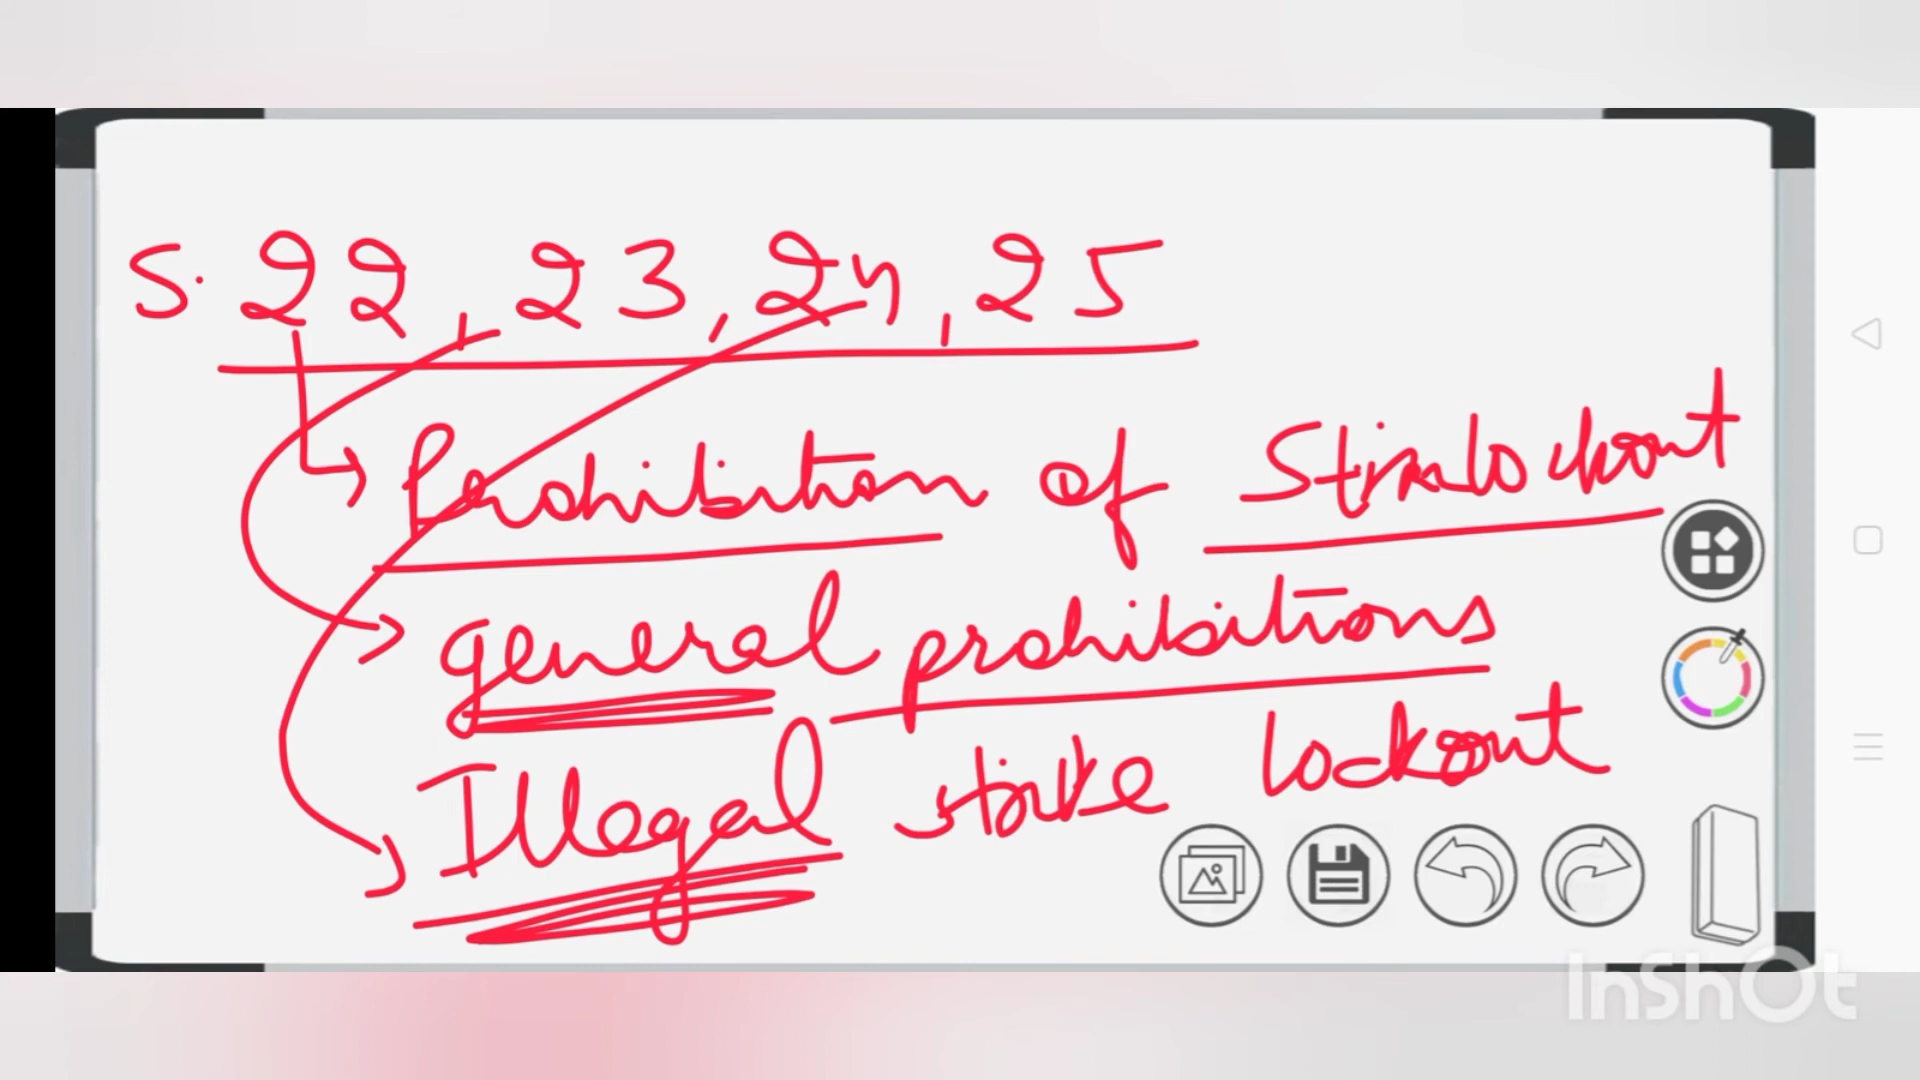 S. 22, 23, 24, 25
Prohibition of Strike lockout
general prohibitions
Illegal strike lockout
InShOt